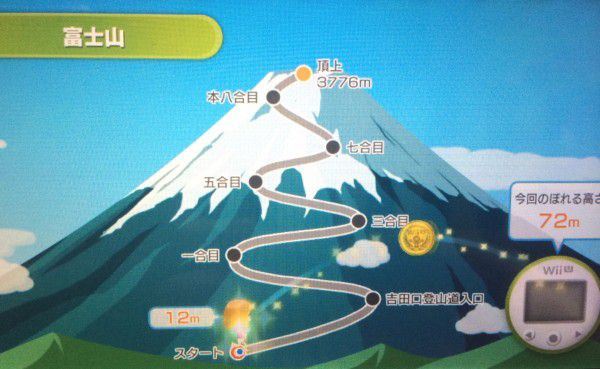 富士山
頂上
3776m
本八合目
七合目
五合目
三合目
一合目
今回のぼれる高さ
72m
Wii U
吉田口登山道入口
12m
スタート